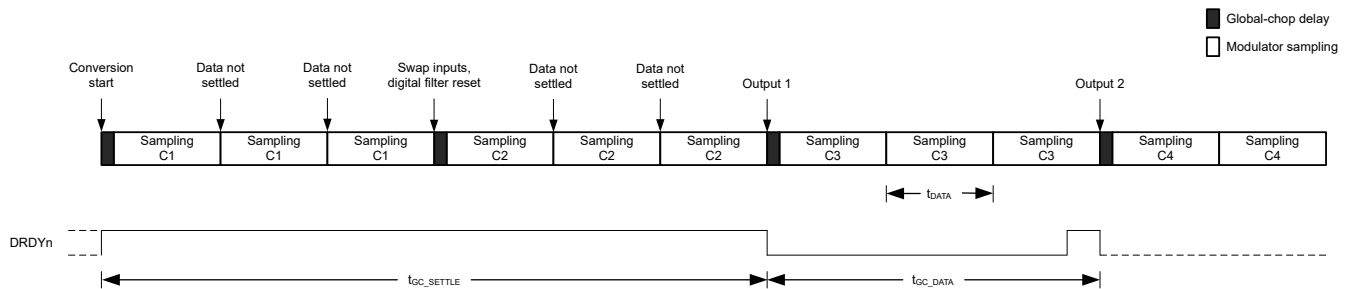 Global-chop delay
Modulator sampling
Conversion
start
Data not
settled
Data not
settled
Swap inputs,
digital filter reset
Data not
settled
Data not
settled
Output 1
Output 2
Sampling
C1
Sampling
C1
Sampling
C1
Sampling
C2
Sampling
C2
Sampling
C2
Sampling
C3
Sampling
C3
Sampling
C3
Sampling
C4
Sampling
C4
tDATA
DRDYn
tGC_SETTLE
tGC_DATA